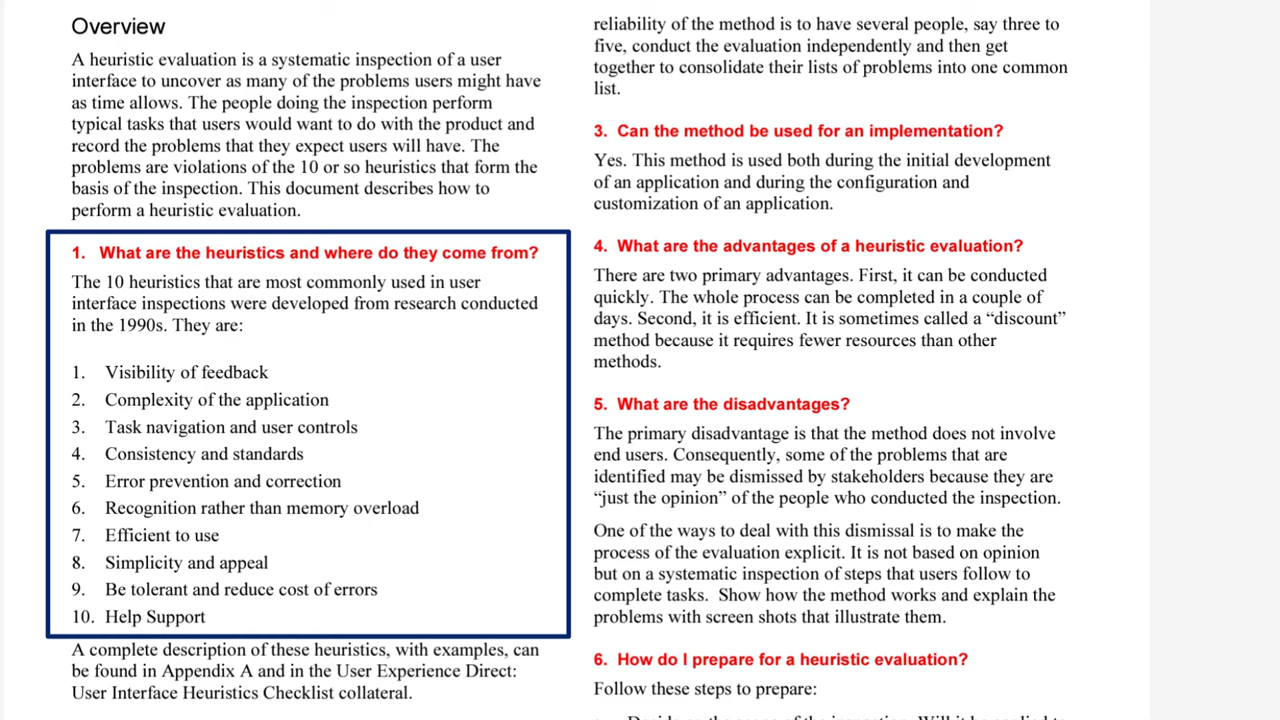 Overview
A heuristic evaluation is a systematic inspection of a user
interface to uncover as many of the problems users might have
as time allows. The people doing the inspection perform
typical tasks that users would want to do with the product and
record the problems that they expect users will have. The
problems are violations of the 10 or so heuristics that form the
basis of the inspection. This document describes how to
perform a heuristic evaluation.
1. What are the heuristics and where do they come from?
The 10 heuristics that are most commonly used in user
interface inspections were developed from research conducted
in the 1990s. They are:
1. Visibility of feedback
2. Complexity of the application
3. Task navigation and user controls
4. Consistency and standards
5. Error prevention and correction
6. Recognition rather than memory overload
7. Efficient to use
8. Simplicity and appeal
9. Be tolerant and reduce cost of errors
10. Help Support
A complete description of these heuristics, with examples, can
be found in Appendix A and in the User Experience Direct:
User Interface Heuristics Checklist collateral.
reliability of the method is to have several people, say three to
five, conduct the evaluation independently and then get
together to consolidate their lists of problems into one common
list.
3. Can the method be used for an implementation?
Yes. This method is used both during the initial development
of an application and during the configuration and
customization of an application.
4. What are the advantages of a heuristic evaluation?
There are two primary advantages. First, it can be conducted
quickly. The whole process can be completed in a couple of
days. Second, it is efficient. It is sometimes called a “discount”
method because it requires fewer resources than other
methods.
5. What are the disadvantages?
The primary disadvantage is that the method does not involve
end users. Consequently, some of the problems that are
identified may be dismissed by stakeholders because they are
“just the opinion” of the people who conducted the inspection.
One of the ways to deal with this dismissal is to make the
process of the evaluation explicit. It is not based on opinion
but on a systematic inspection of steps that users follow to
complete tasks. Show how the method works and explain the
problems with screen shots that illustrate them.
6. How do I prepare for a heuristic evaluation?
Follow these steps to prepare: